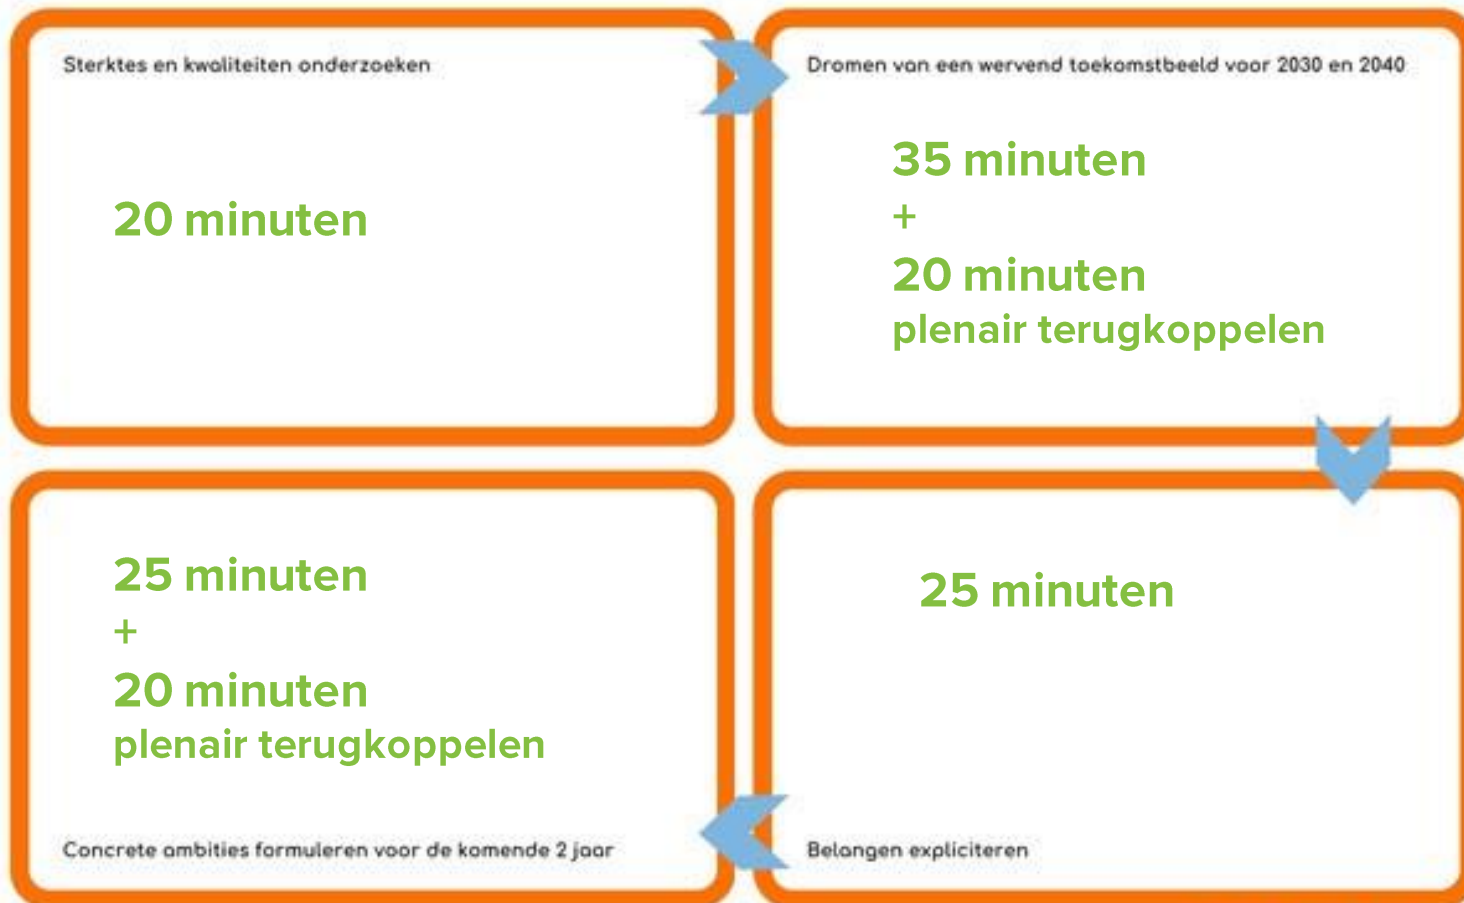 Sterktes en kwaliteiten onderzoeken
20 minuten
Dromen van een wervend toekomstbeeld voor 2030 en 2040
35 minuten
+
20 minuten
plenair terugkoppelen
25 minuten
Belangen expliciteren
25 minuten
+
20 minuten
plenair terugkoppelen
Concrete ambities formuleren voor de komende 2 jaar